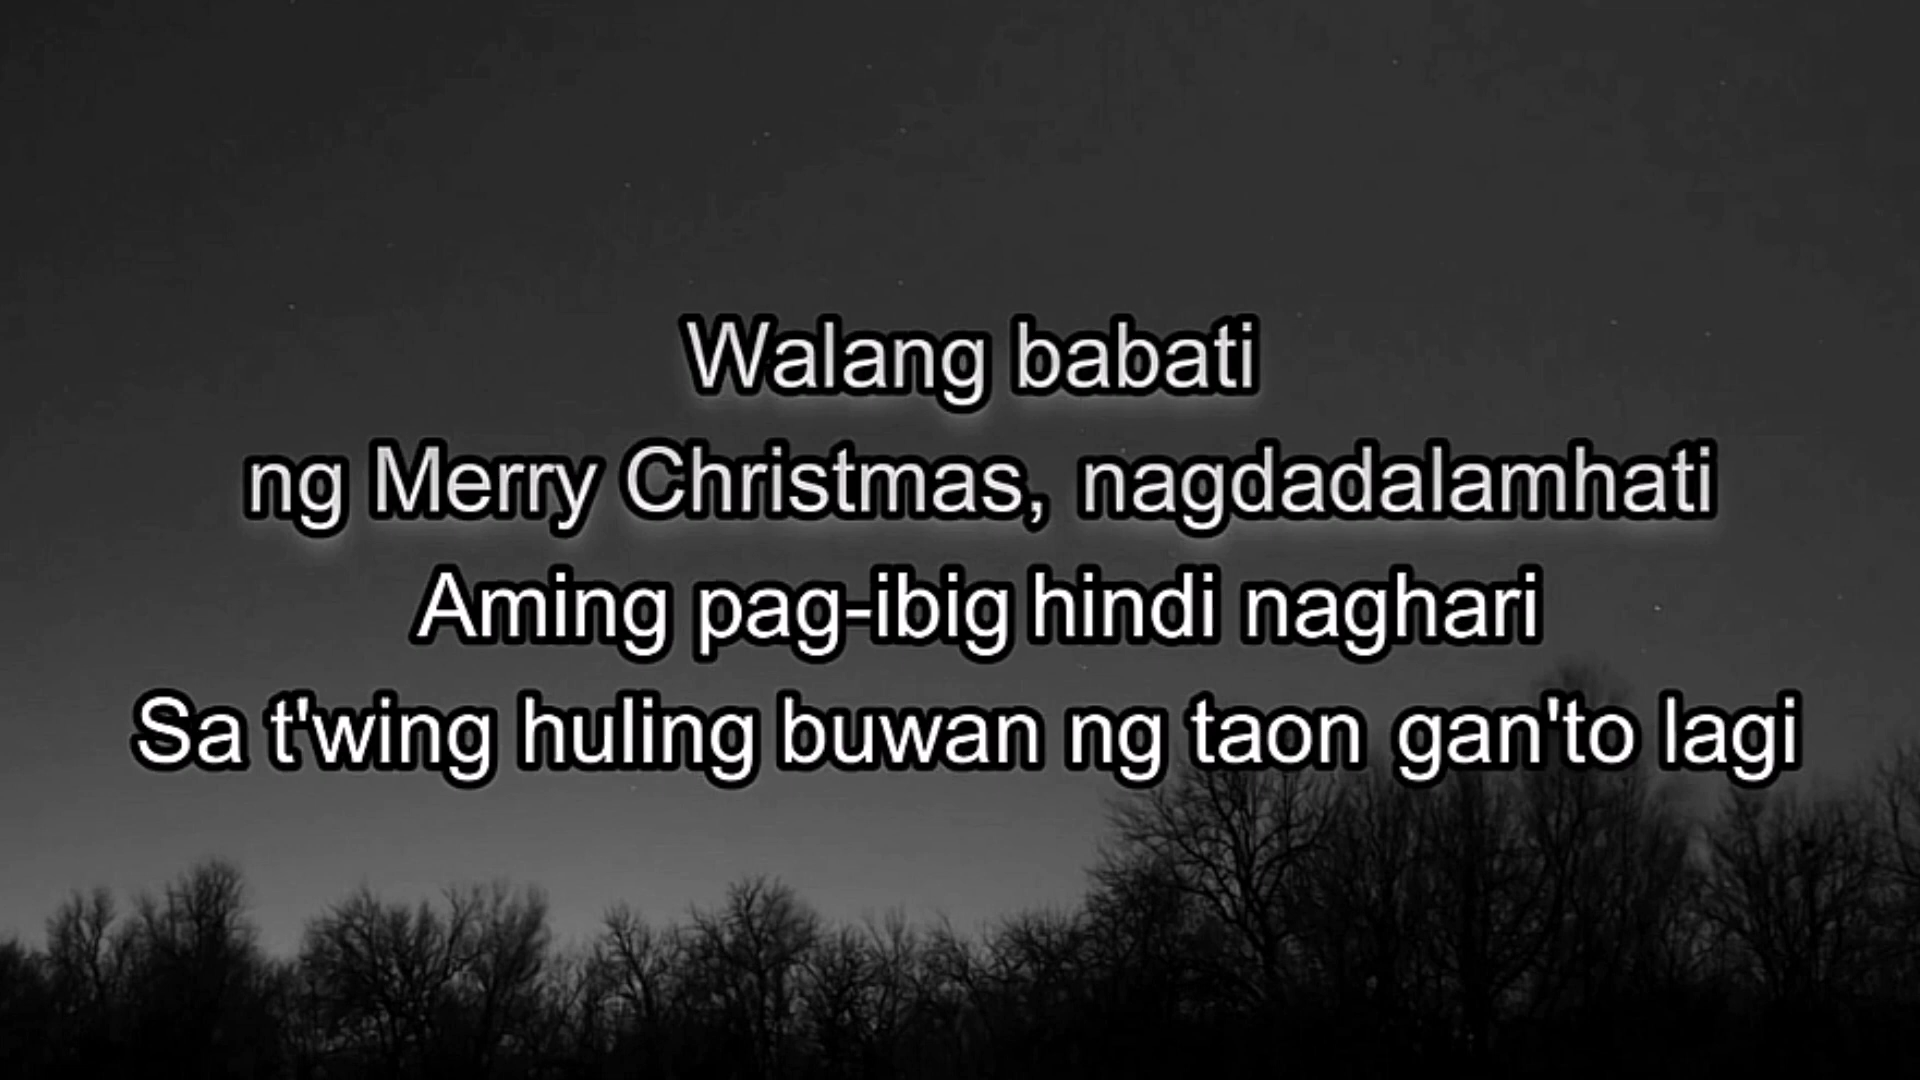 Walang babati
ng Merry Christmas, nagdadalamhati
Aming pag-ibig hindi naghari
Sa t'wing huling buwan ng taon gan'to lagi